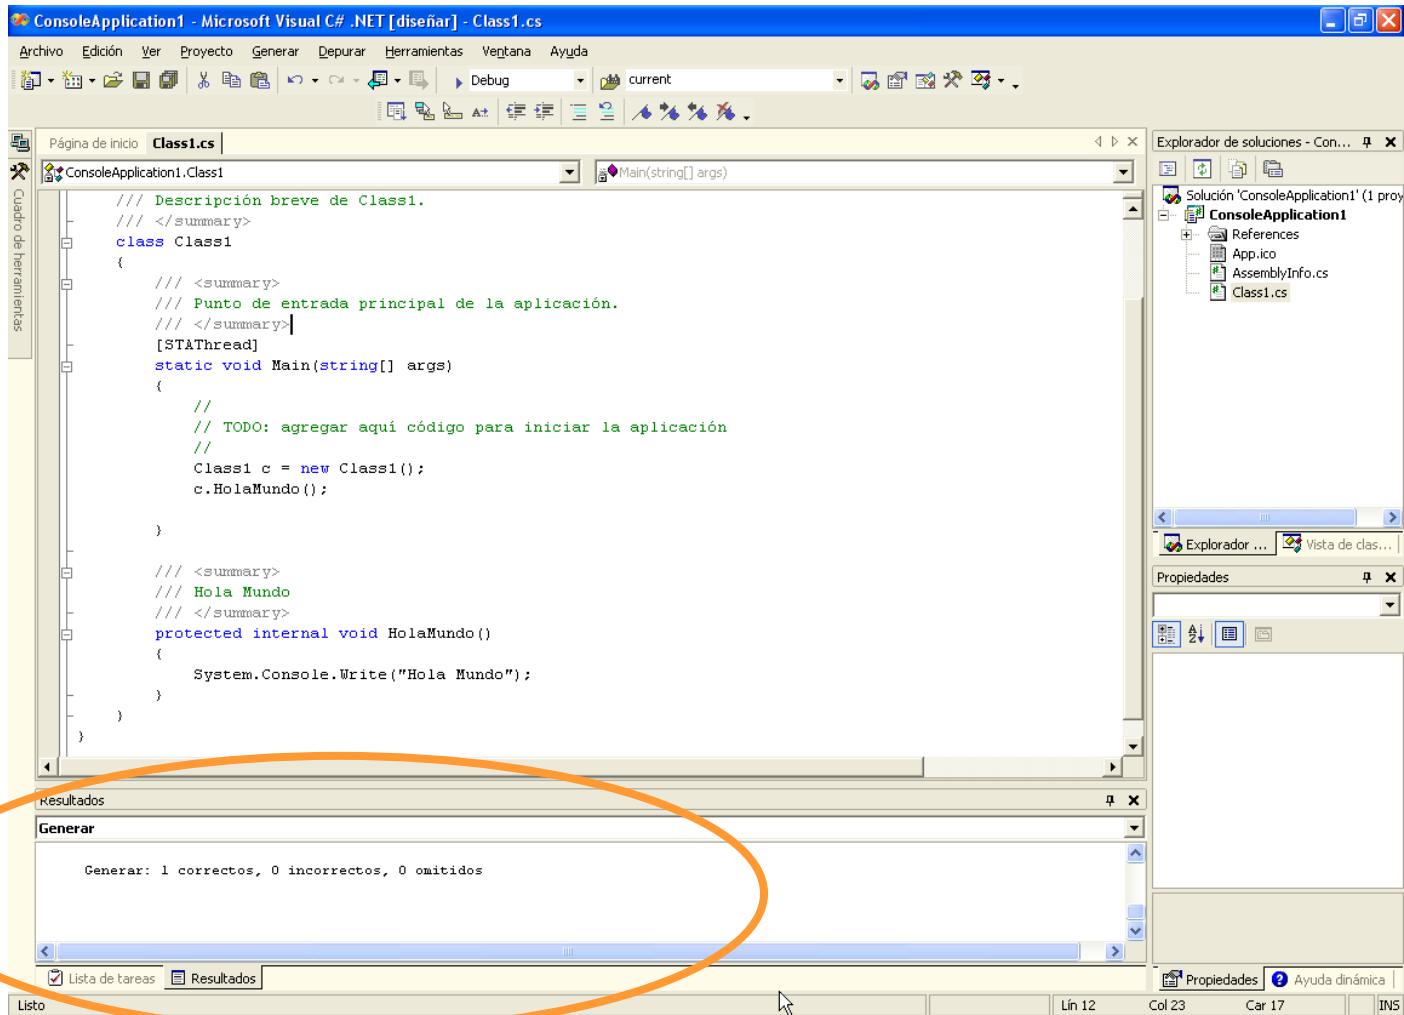 ConsoleApplication1 - Microsoft Visual C# .NET [diseñar] - Class1.cs
Archivo Edición Ver Proyecto Generar Depurar Herramientas Ventana Ayuda
Debug current
Página de inicio Class1.cs
ConsoleApplication1.Class1 Main(string[] args)
Cuadro de herramientas
/// Descripción breve de Class1.
/// </summary>
class Class1
{
/// <summary>
/// Punto de entrada principal de la aplicación.
/// </summary>
[STAThread]
static void Main(string[] args)
{
//
// TODO: agregar aquí código para iniciar la aplicación
//
Class1 c = new Class1();
c.HolaMundo();
}
/// <summary>
/// Hola Mundo
/// </summary>
protected internal void HolaMundo()
{
System.Console.Write("Hola Mundo");
}
}
}
Explorador de soluciones - Con...
Solución 'ConsoleApplication1' (1 proy
ConsoleApplication1
References
App.ico
AssemblyInfo.cs
Class1.cs
Explorador ... Vista de clas...
Propiedades
Resultados
Generar
Generar: 1 correctos, 0 incorrectos, 0 omitidos
Lista de tareas Resultados
Propiedades Ayuda dinámica
Listo Lín 12 Col 23 Car 17 INS